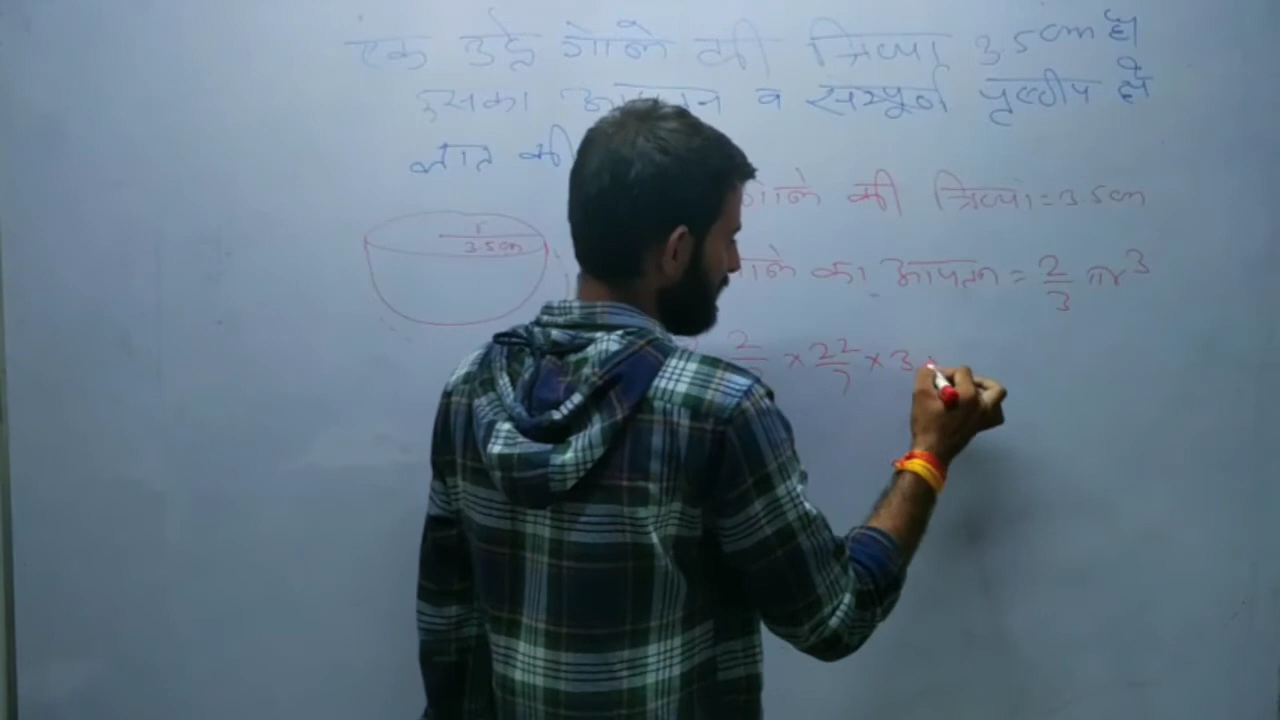 एक अर्द्ध गोले की त्रिज्या 3.5cm है
इसका आयतन व सम्पूर्ण पृष्ठीय क्षे
ज्ञात की
गोले की त्रिज्या = 3.5cm
r
3.5cm
गोले का आयतन = 2/3 πr³
2 × 22/7 × 3.